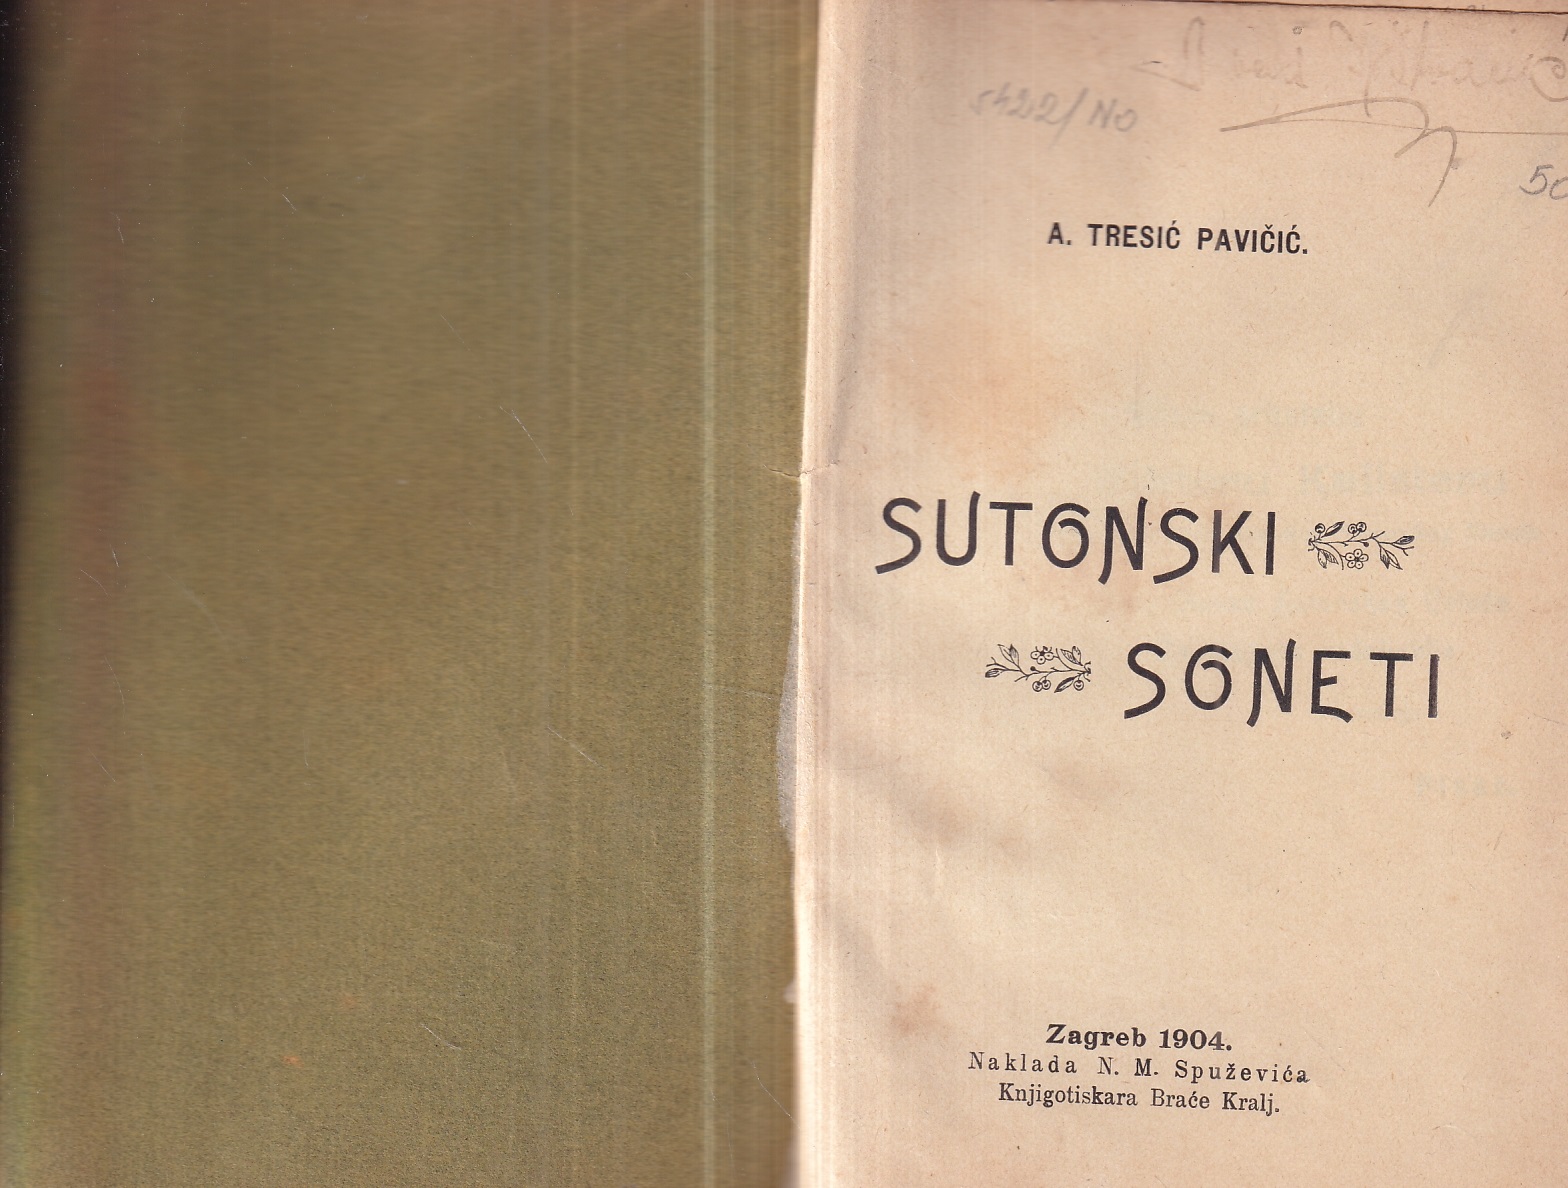 5422/No
50
A. TRESIĆ PAVIČIĆ.
SUTONSKI
SONETI
Zagreb 1904.
Naklada N. M. Spuževića
Knjigotiskara Braće Kralj.